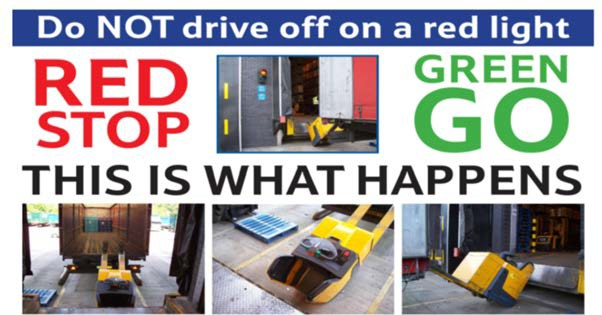 Do NOT drive off on a red light
RED
STOP
GREEN
GO
THIS IS WHAT HAPPENS